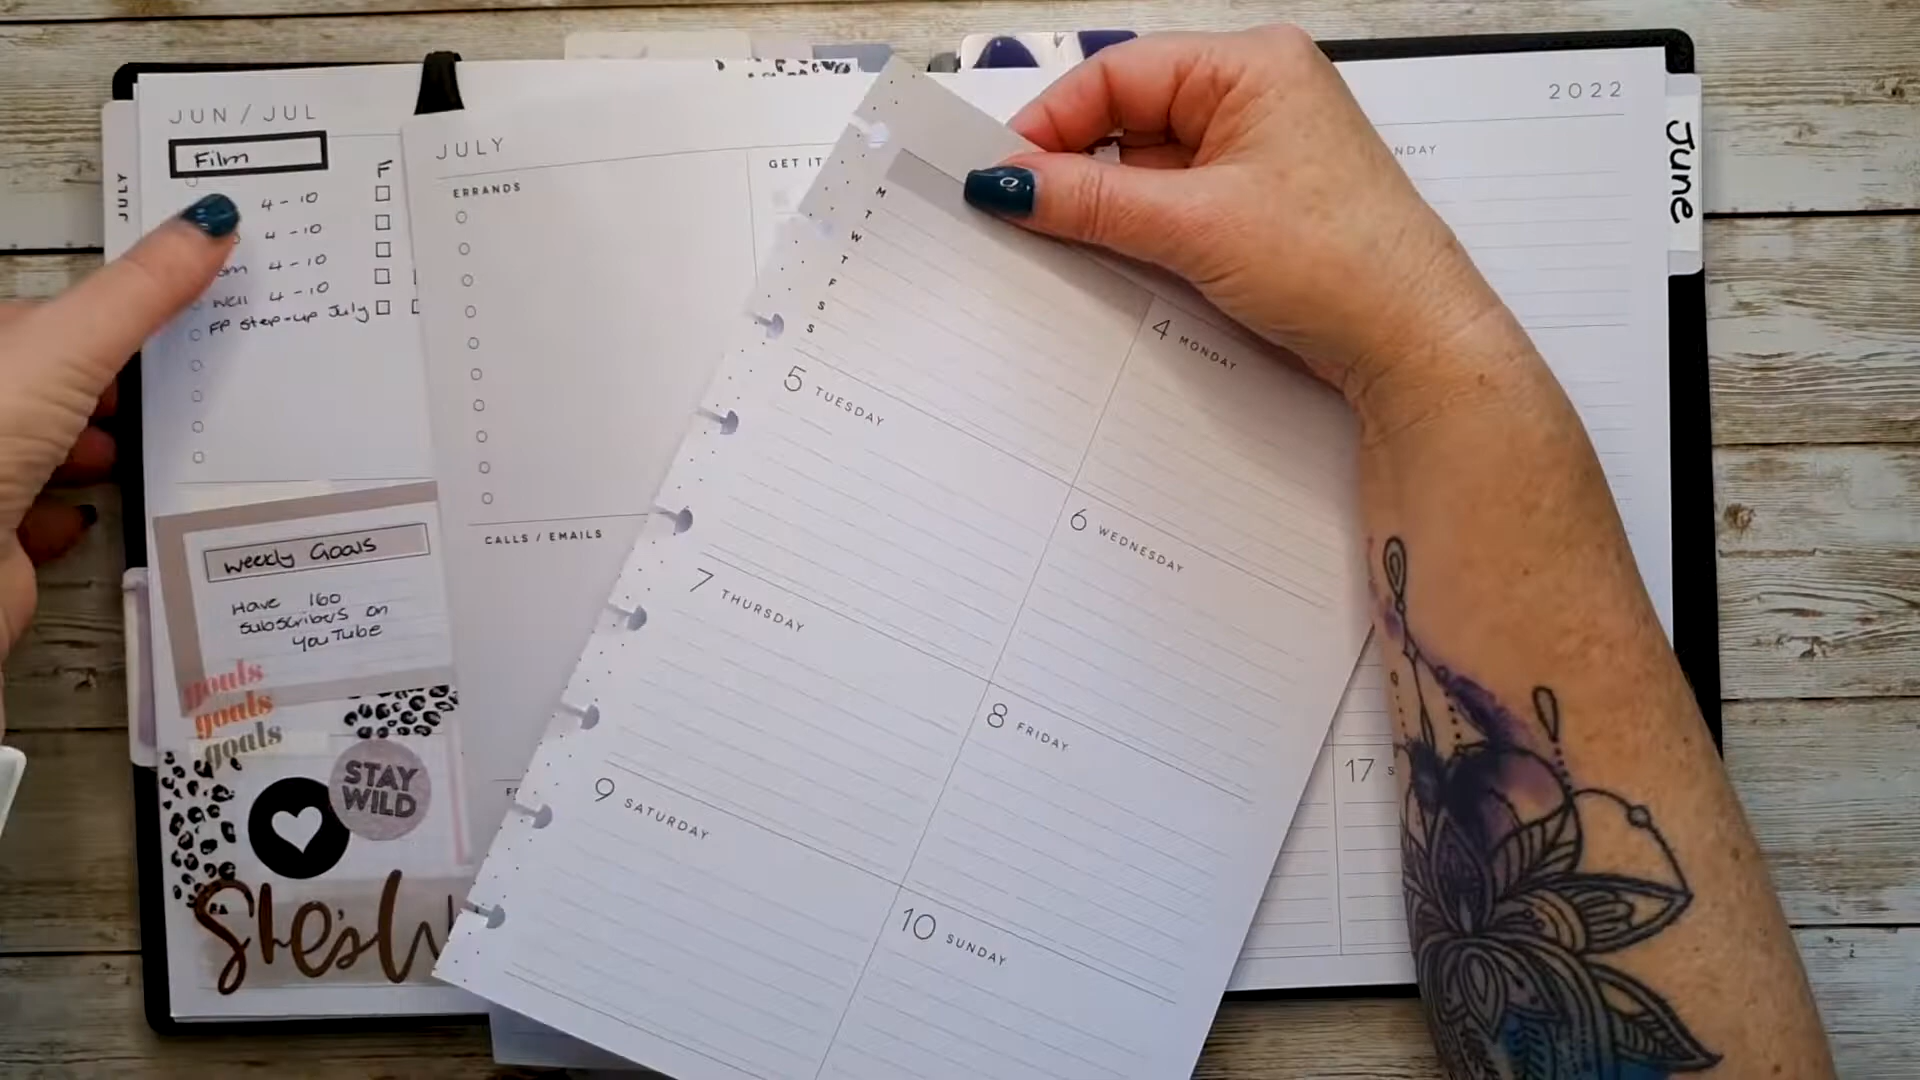 JUN / JUL
Film
F
4-10
4-10
4-10
Well 4-10
FP step-up July
JULY
weekly Goals
Have 160
subscribers on
YouTube
goals
goals
goals
STAY
WILD
She's
JULY
ERRANDS
GET IT
CALLS / EMAILS
M
T
W
T
F
S
S
4 MONDAY
5 TUESDAY
6 WEDNESDAY
7 THURSDAY
8 FRIDAY
9 SATURDAY
10 SUNDAY
2022
17 S
June